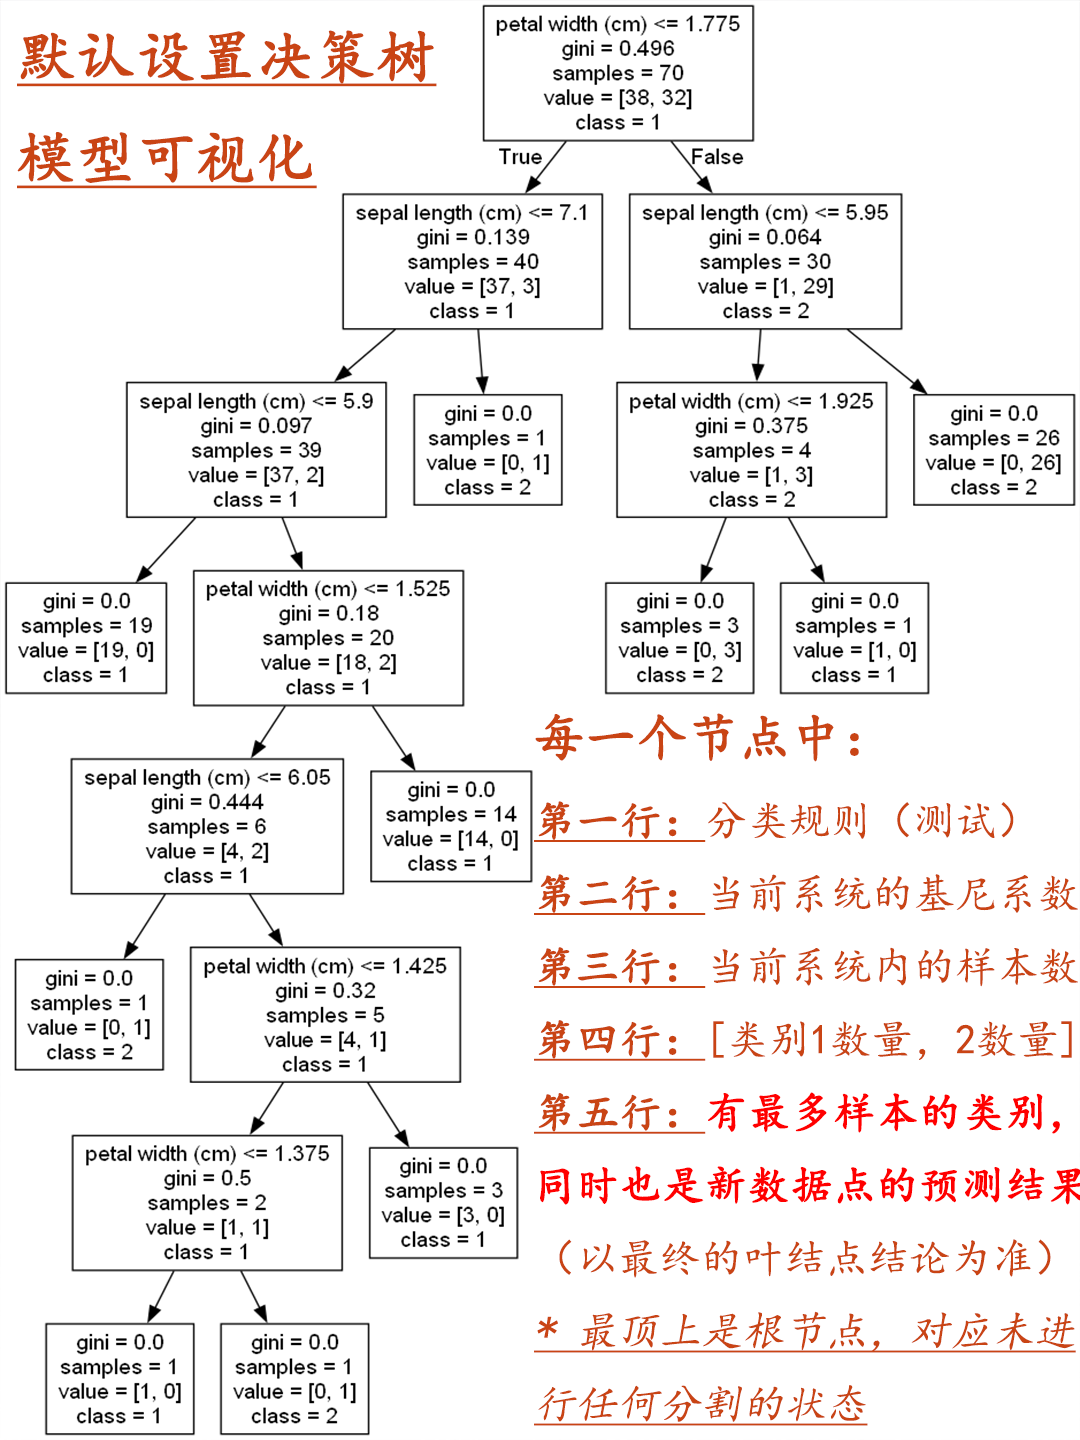 默认设置决策树
模型可视化
petal width (cm) <= 1.775
gini = 0.496
samples = 70
value = [38, 32]
class = 1
True
False
sepal length (cm) <= 7.1
gini = 0.139
samples = 40
value = [37, 3]
class = 1
sepal length (cm) <= 5.95
gini = 0.064
samples = 30
value = [1, 29]
class = 2
sepal length (cm) <= 5.9
gini = 0.097
samples = 39
value = [37, 2]
class = 1
gini = 0.0
samples = 1
value = [0, 1]
class = 2
petal width (cm) <= 1.925
gini = 0.375
samples = 4
value = [1, 3]
class = 2
gini = 0.0
samples = 26
value = [0, 26]
class = 2
gini = 0.0
samples = 19
value = [19, 0]
class = 1
petal width (cm) <= 1.525
gini = 0.18
samples = 20
value = [18, 2]
class = 1
gini = 0.0
samples = 3
value = [0, 3]
class = 2
gini = 0.0
samples = 1
value = [1, 0]
class = 1
sepal length (cm) <= 6.05
gini = 0.444
samples = 6
value = [4, 2]
class = 1
gini = 0.0
samples = 14
value = [14, 0]
class = 1
gini = 0.0
samples = 1
value = [0, 1]
class = 2
petal width (cm) <= 1.425
gini = 0.32
samples = 5
value = [4, 1]
class = 1
petal width (cm) <= 1.375
gini = 0.5
samples = 2
value = [1, 1]
class = 1
gini = 0.0
samples = 3
value = [3, 0]
class = 1
gini = 0.0
samples = 1
value = [1, 0]
class = 1
gini = 0.0
samples = 1
value = [0, 1]
class = 2
每一个节点中：
第一行：分类规则（测试）
第二行：当前系统的基尼系数
第三行：当前系统内的样本数
第四行：[类别1数量，2数量]
第五行：有最多样本的类别，
同时也是新数据点的预测结果
（以最终的叶结点结论为准）
* 最顶上是根节点，对应未进
行任何分割的状态